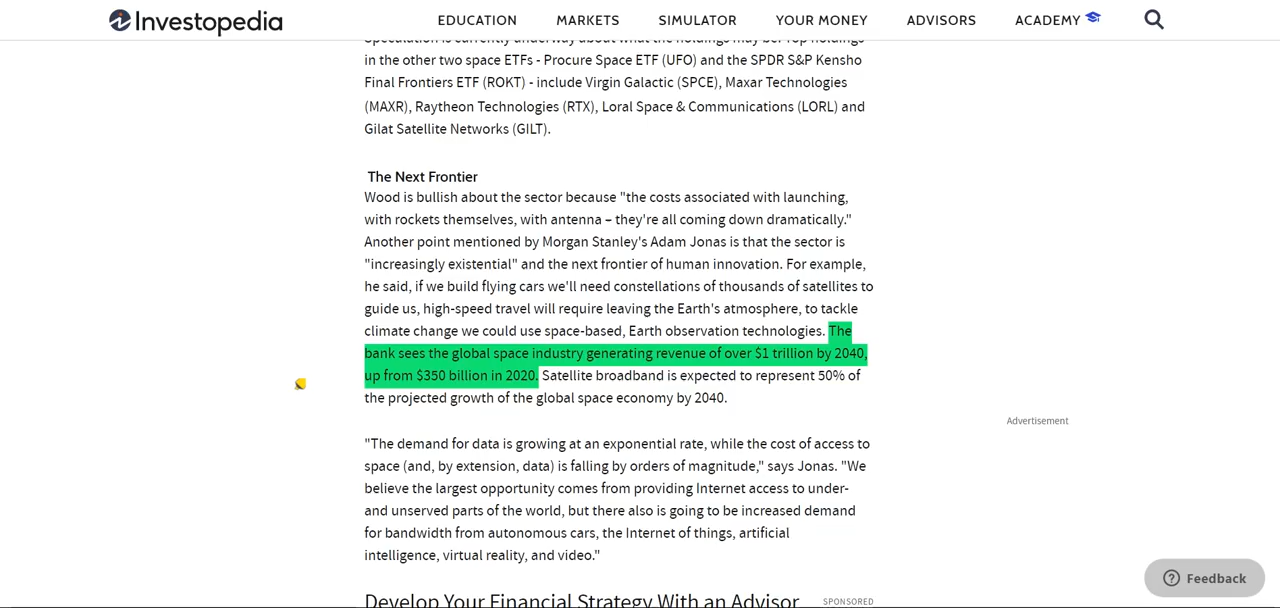 Investopedia
EDUCATION MARKETS SIMULATOR YOUR MONEY ADVISORS ACADEMY
Speculation is currently underway about what the holdings may be. Top holdings
in the other two space ETFs - Procure Space ETF (UFO) and the SPDR S&P Kensho
Final Frontiers ETF (ROKT) - include Virgin Galactic (SPCE), Maxar Technologies
(MAXR), Raytheon Technologies (RTX), Loral Space & Communications (LORL) and
Gilat Satellite Networks (GILT).
The Next Frontier
Wood is bullish about the sector because "the costs associated with launching,
with rockets themselves, with antenna – they're all coming down dramatically."
Another point mentioned by Morgan Stanley's Adam Jonas is that the sector is
"increasingly existential" and the next frontier of human innovation. For example,
he said, if we build flying cars we'll need constellations of thousands of satellites to
guide us, high-speed travel will require leaving the Earth's atmosphere, to tackle
climate change we could use space-based, Earth observation technologies. The
bank sees the global space industry generating revenue of over $1 trillion by 2040,
up from $350 billion in 2020. Satellite broadband is expected to represent 50% of
the projected growth of the global space economy by 2040.
Advertisement
"The demand for data is growing at an exponential rate, while the cost of access to
space (and, by extension, data) is falling by orders of magnitude," says Jonas. "We
believe the largest opportunity comes from providing Internet access to under-
and unserved parts of the world, but there also is going to be increased demand
for bandwidth from autonomous cars, the Internet of things, artificial
intelligence, virtual reality, and video."
Feedback
Develop Your Financial Strategy With an Advisor SPONSORED